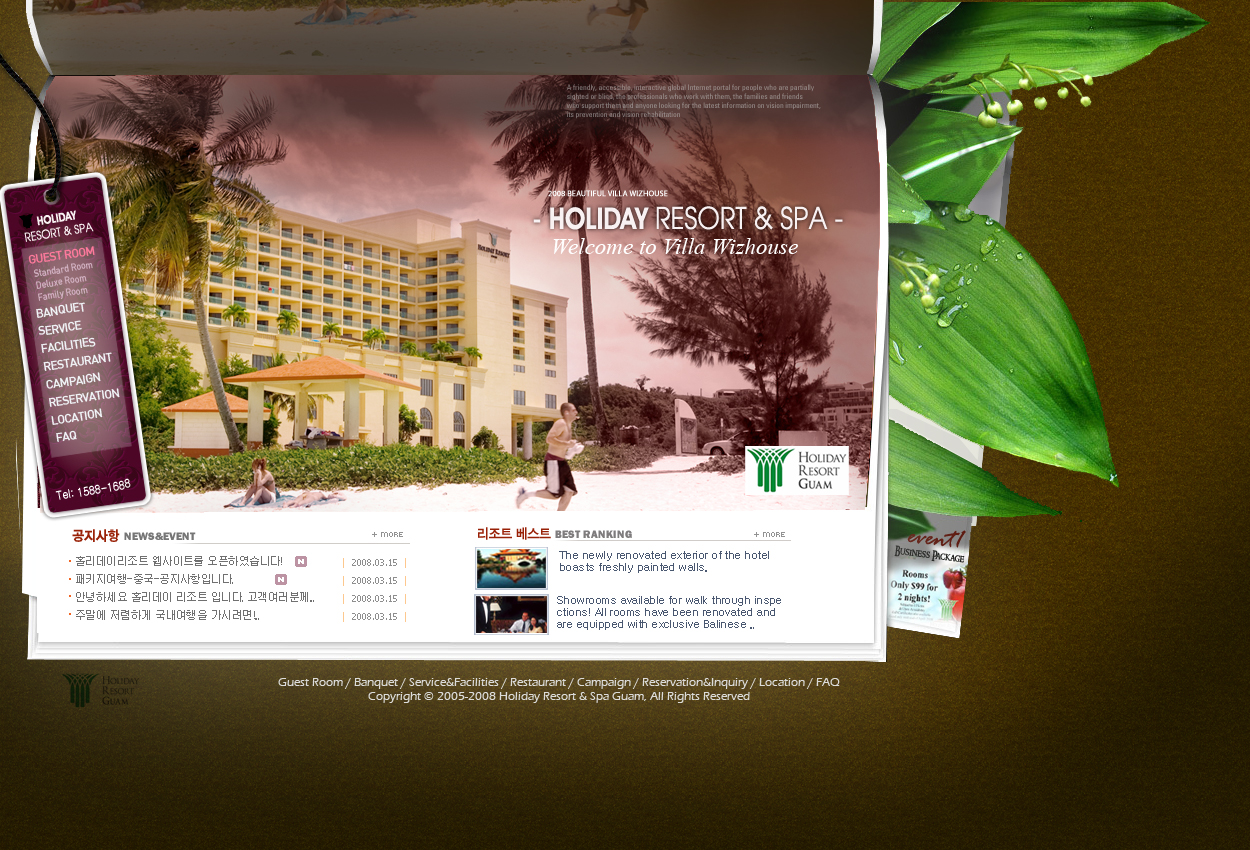 A friendly, accessible, interactive global Internet portal for people who are partially
sighted or blind, the professionals who work with them, the families and friends
who support them and anyone looking for the latest information on vision impairment,
its prevention and vision rehabilitation
2008 BEAUTIFUL VILLA WIZHOUSE
- HOLIDAY RESORT & SPA -
Welcome to Villa Wizhouse
HOLIDAY
RESORT
HOLIDAY
RESORT & SPA
GUEST ROOM
Standard Room
Deluxe Room
Family Room
BANQUET
SERVICE
FACILITIES
RESTAURANT
CAMPAIGN
RESERVATION
LOCATION
FAQ
Tel: 1588-1688
HOLIDAY
RESORT
GUAM
공지사항 NEWS&EVENT + MORE
홀리데이리조트 웹사이트를 오픈하였습니다! N 2008.03.15
패키지여행-중국-공지사항입니다. N 2008.03.15
안녕하세요 홀리데이 리조트 입니다. 고객여러분께.. 2008.03.15
주말에 저렴하게 국내여행을 가시려면!.. 2008.03.15
리조트 베스트 BEST RANKING + MORE
The newly renovated exterior of the hotel
boasts freshly painted walls.
Showrooms available for walk through inspe
ctions! All rooms have been renovated and
are equipped with exclusive Balinese ..
event!
BUSINESS PACKAGE
Rooms
Only $99 for
2 nights!
HOLIDAY
RESORT
GUAM
Guest Room / Banquet / Service&Facilities / Restaurant / Campaign / Reservation&Inquiry / Location / FAQ
Copyright © 2005-2008 Holiday Resort & Spa Guam, All Rights Reserved